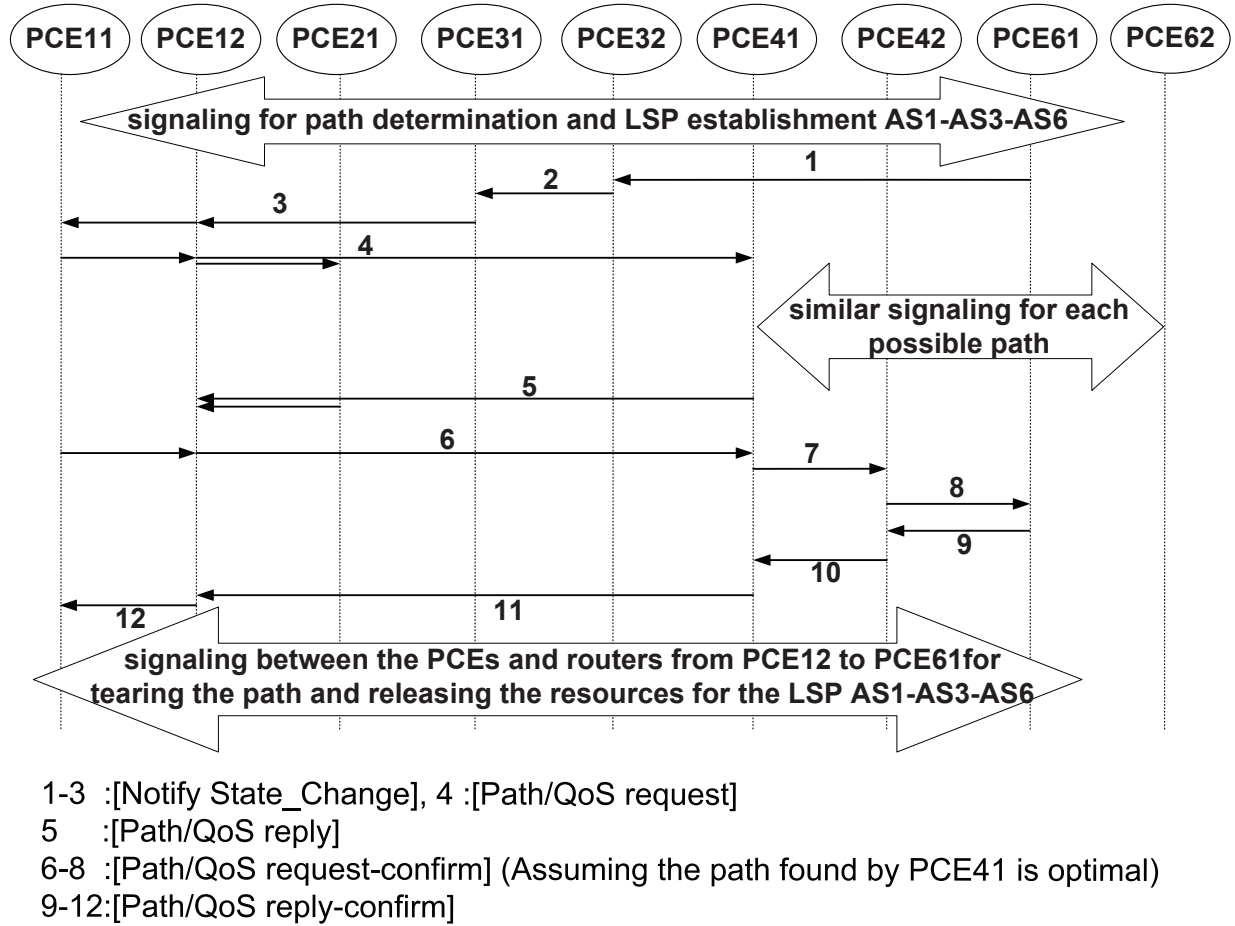 PCE11 PCE12 PCE21 PCE31 PCE32 PCE41 PCE42 PCE61 PCE62
signaling for path determination and LSP establishment AS1-AS3-AS6
1
2
3
4
similar signaling for each
possible path
5
6
7
8
9
10
11
12
signaling between the PCEs and routers from PCE12 to PCE61for
tearing the path and releasing the resources for the LSP AS1-AS3-AS6
1-3 :[Notify State_Change], 4 :[Path/QoS request]
5 :[Path/QoS reply]
6-8 :[Path/QoS request-confirm] (Assuming the path found by PCE41 is optimal)
9-12:[Path/QoS reply-confirm]